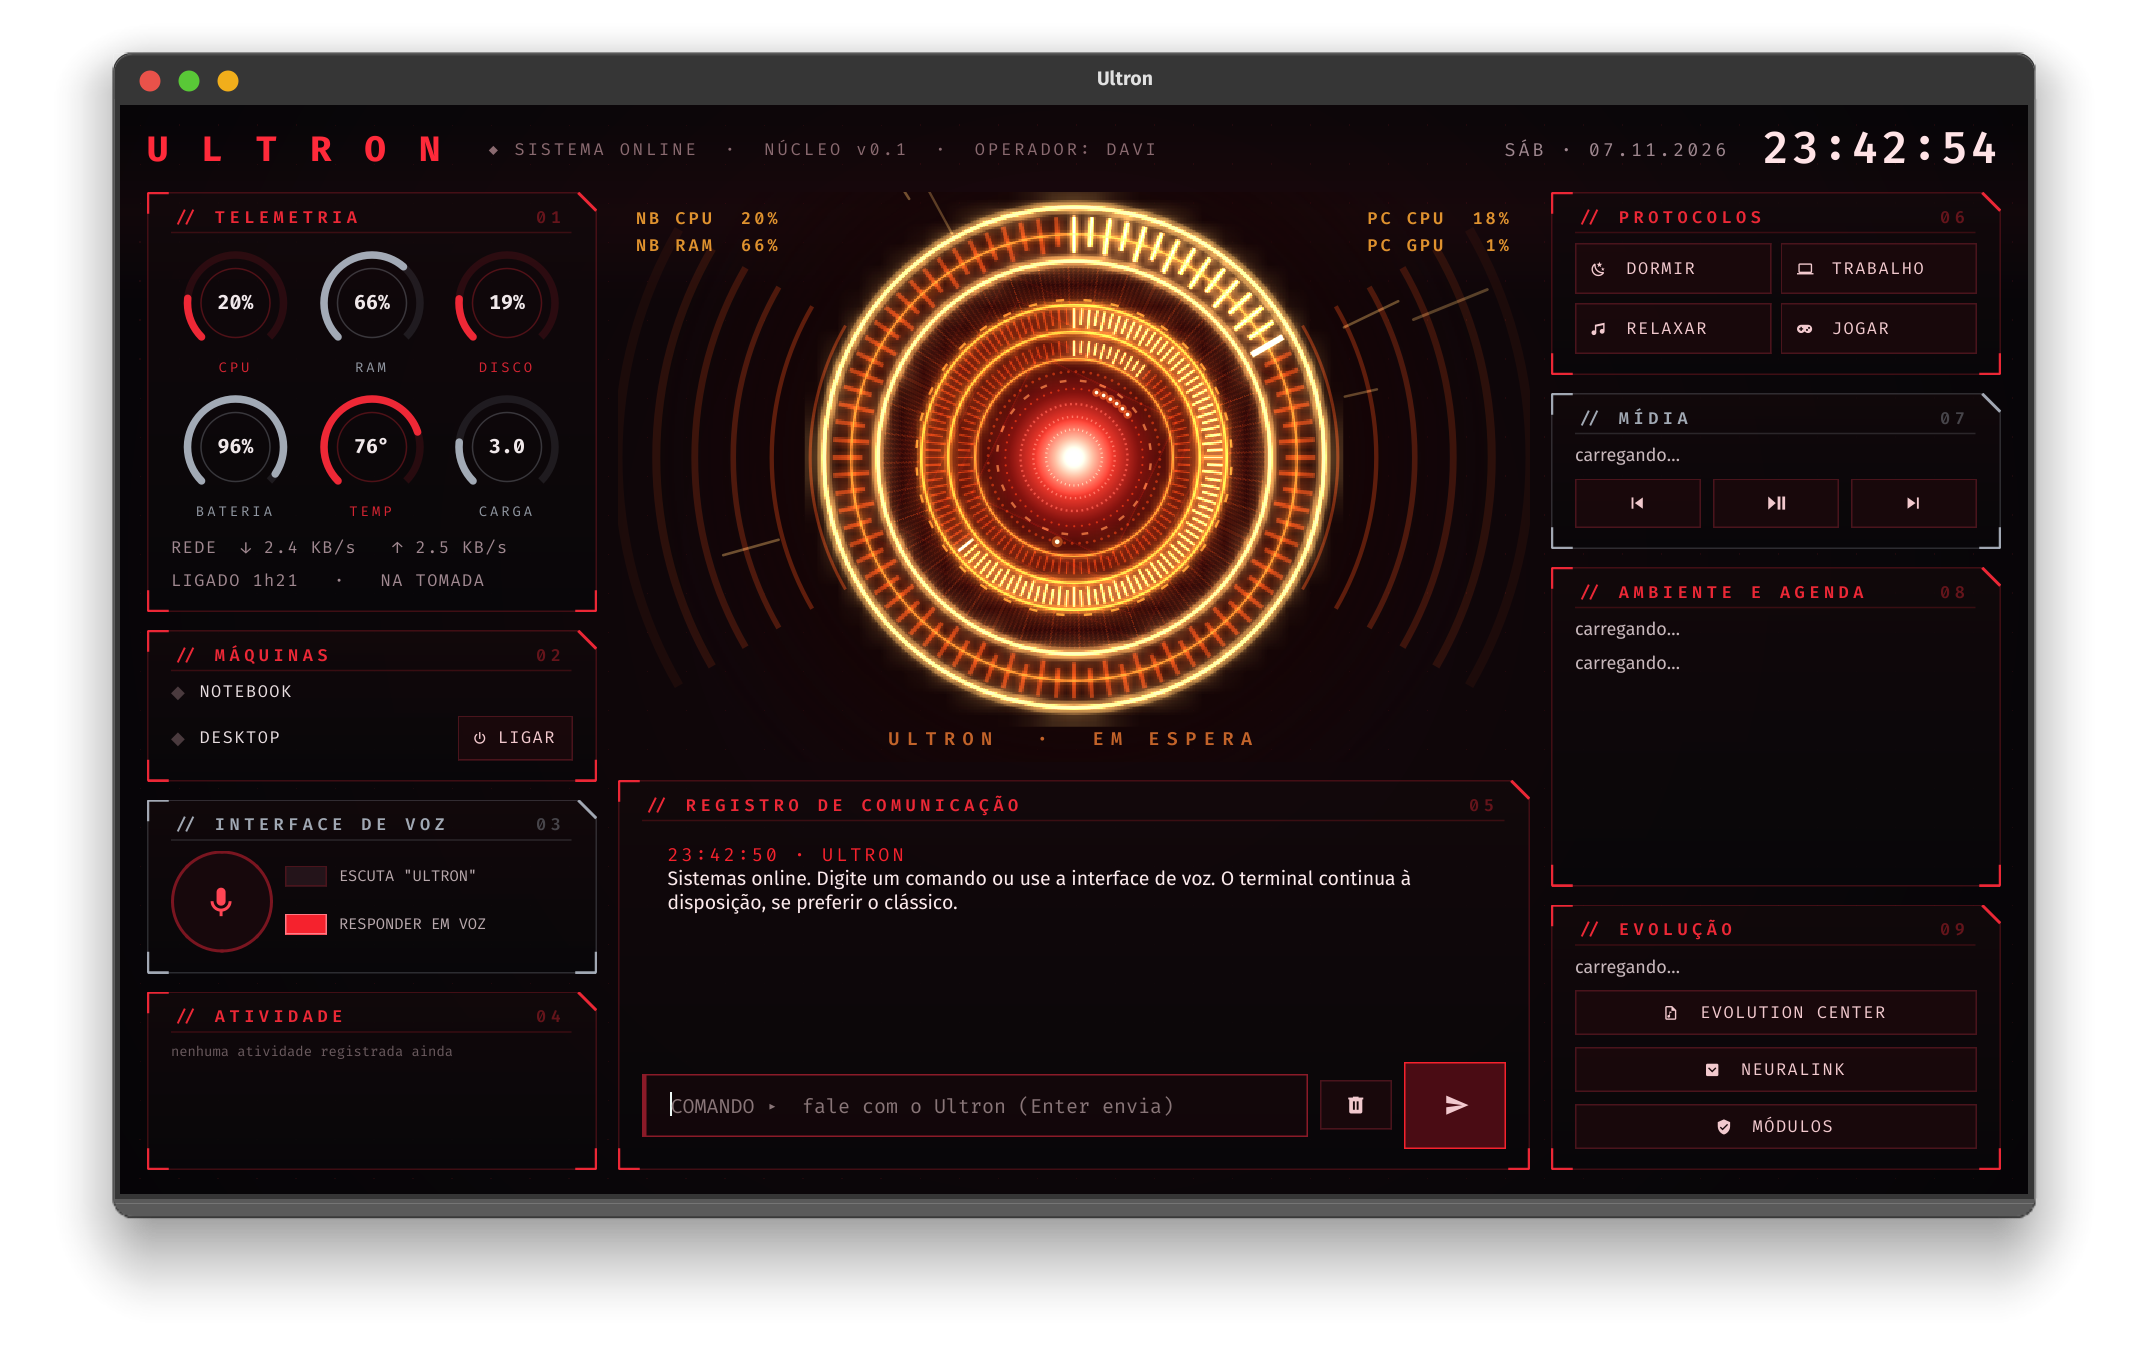 Ultron
ULTRON ◆ SISTEMA ONLINE · NÚCLEO v0.1 · OPERADOR: DAVI SÁB · 07.11.2026 23:42:54
// TELEMETRIA 01
20% 66% 19%
CPU RAM DISCO
96% 76° 3.0
BATERIA TEMP CARGA
REDE ↓ 2.4 KB/s ↑ 2.5 KB/s
LIGADO 1h21 · NA TOMADA
// MÁQUINAS 02
◆ NOTEBOOK
◆ DESKTOP LIGAR
// INTERFACE DE VOZ 03
ESCUTA "ULTRON"
RESPONDER EM VOZ
// ATIVIDADE 04
nenhuma atividade registrada ainda
NB CPU 20% PC CPU 18%
NB RAM 66% PC GPU 1%
ULTRON · EM ESPERA
// REGISTRO DE COMUNICAÇÃO 05
23:42:50 · ULTRON
Sistemas online. Digite um comando ou use a interface de voz. O terminal continua à
disposição, se preferir o clássico.
COMANDO ▸ fale com o Ultron (Enter envia)
// PROTOCOLOS 06
DORMIR TRABALHO
RELAXAR JOGAR
// MÍDIA 07
carregando...
// AMBIENTE E AGENDA 08
carregando...
carregando...
// EVOLUÇÃO 09
carregando...
EVOLUTION CENTER
NEURALINK
MÓDULOS